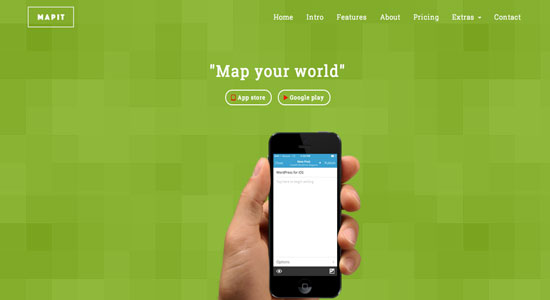 MAPIT
Home Intro Features About Pricing Extras Contact
"Map your world"
App store Google play
Publish
WordPress for iOS
Options